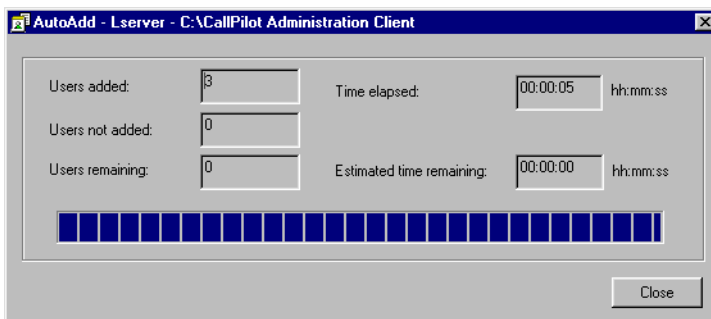 AutoAdd - Lserver - C:\CallPilot Administration Client
Users added: 3 Time elapsed: 00:00:05 hh:mm:ss
Users not added: 0
Users remaining: 0 Estimated time remaining: 00:00:00 hh:mm:ss
Close